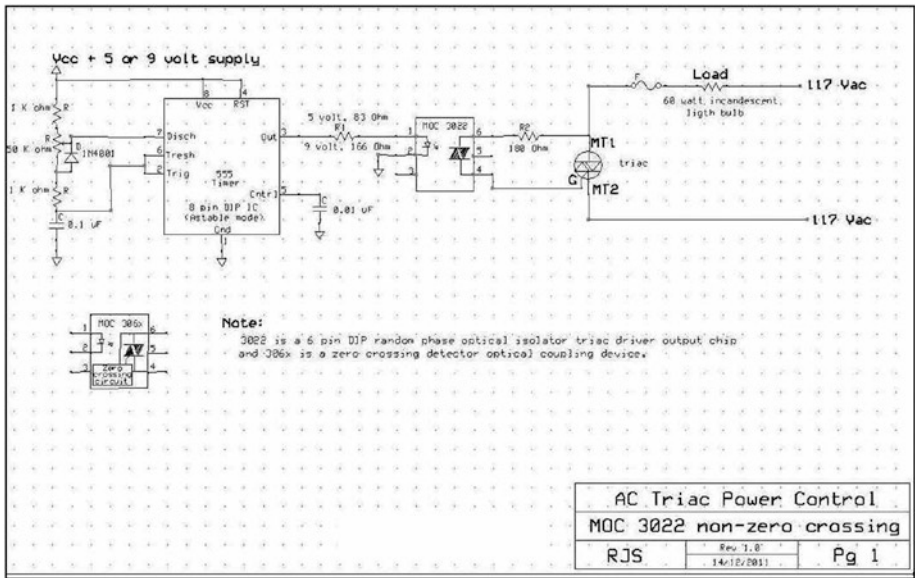 Vcc + 5 or 9 volt supply
8
4
Vcc
RST
1 K ohm
R
R
50 K ohm
D
1N4001
1 K ohm
R
C
0.1 uF
7
Disch
6
Tresh
2
Trig
555
Timer
8 pin DIP IC
(Astable mode)
Gnd
1
Out
3
Cntrl
5
C
0.01 uF
5 volt, 83 Ohm
R1
9 volt, 166 Ohm
MOC 3022
1
2
3
6
5
4
R2
180 Ohm
F
Load
60 watt incandescent
ligth bulb
117 Vac
MT1
triac
G
MT2
117 Vac
MOC 306x
1
2
3
6
5
4
Zero
crossing
circuit
Note:
3022 is a 6 pin DIP random phase optical isolator triac driver output chip
and 306x is a zero crossing detector optical coupling device.
AC Triac Power Control
MOC 3022 non-zero crossing
RJS
Rev 1.0
14/12/2011
Pg 1